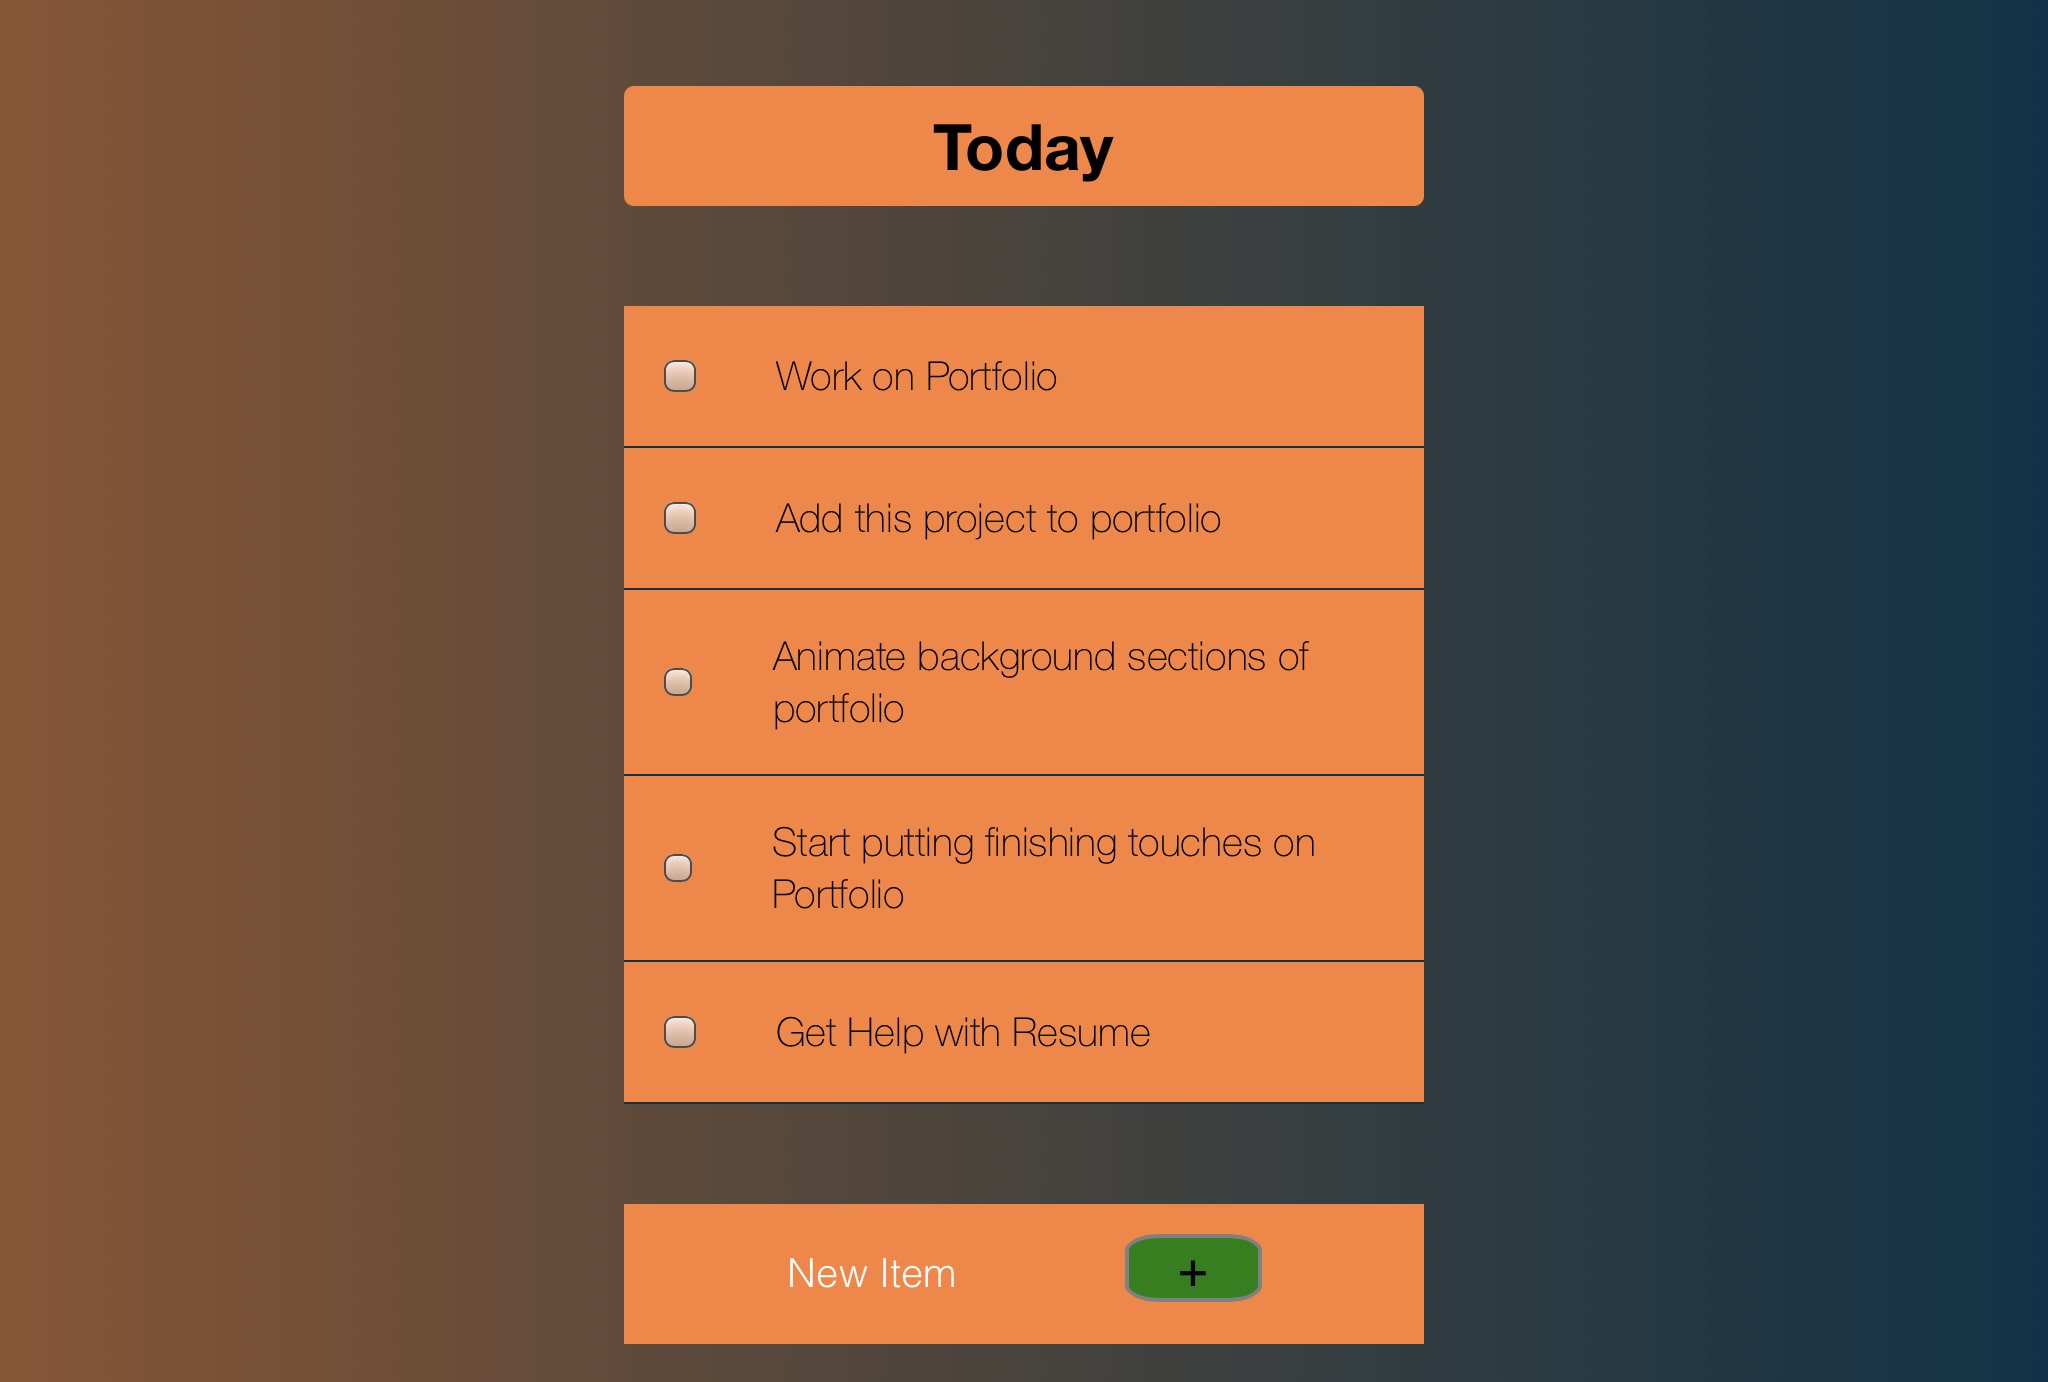 Today
Work on Portfolio
Add this project to portfolio
Animate background sections of
portfolio
Start putting finishing touches on
Portfolio
Get Help with Resume
New Item
+